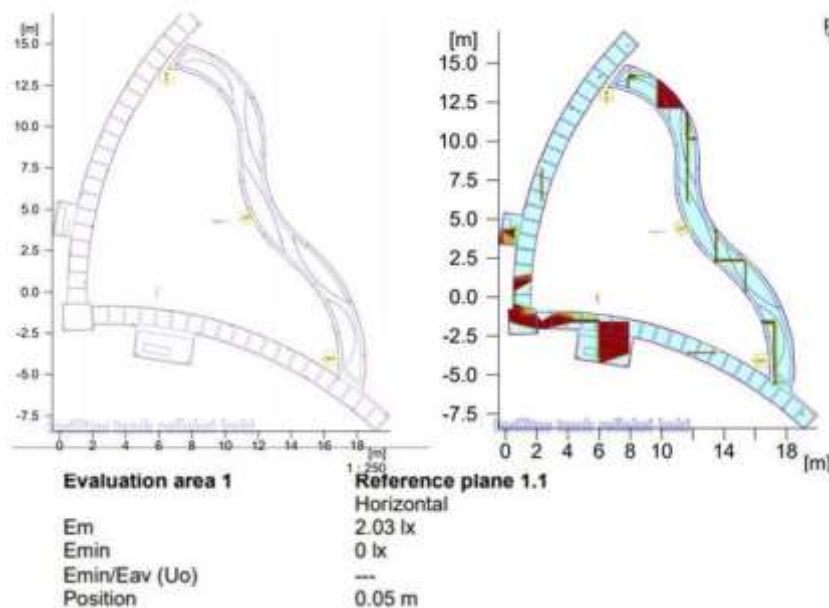 [m] [m]
15.0 15.0
12.5 12.5
10.0 10.0
7.5 7.5
5.0 5.0
2.5 2.5
0.0 0.0
-2.5 -2.5
-5.0 -5.0
-7.5 -7.5
0 2 4 6 8 10 12 14 16 18
[m]
0 2 4 6 8 10 14 18
[m]
1 : 250
Evaluation area 1 Reference plane 1.1
Horizontal
Em 2.03 lx
Emin 0 lx
Emin/Eav (Uo) ---
Position 0.05 m